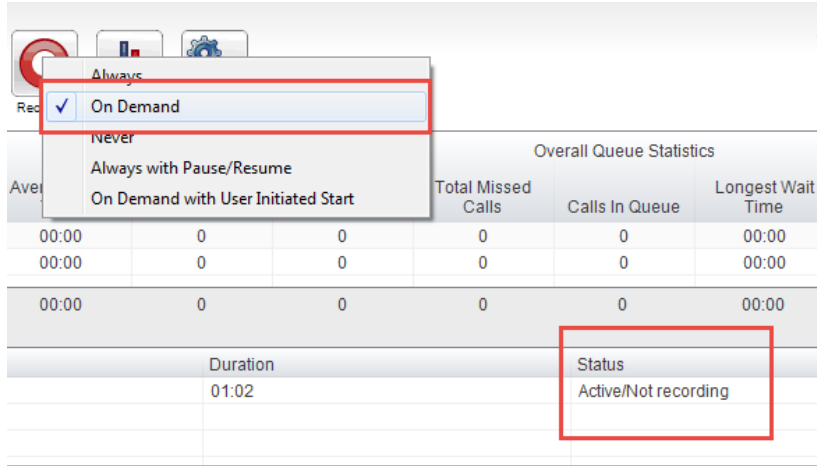 Always
On Demand
Never
Always with Pause/Resume
On Demand with User Initiated Start
Overall Queue Statistics
Total Missed
Calls
Calls In Queue
Longest Wait
Time
00:00 0 0 0 0 00:00
00:00 0 0 0 0 00:00
00:00 0 0 0 0 00:00
Duration Status
01:02 Active/Not recording